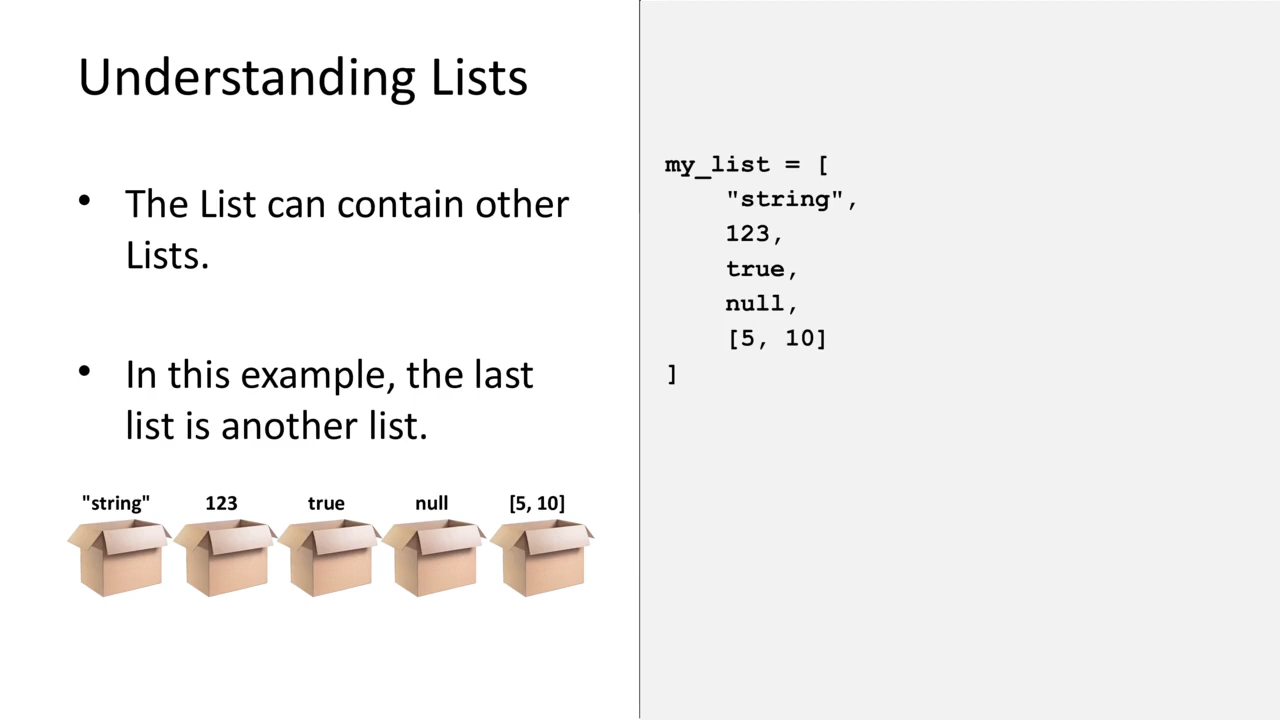 Understanding Lists
• The List can contain other
Lists.
• In this example, the last
list is another list.
"string" 123 true null [5, 10]
my_list = [
    "string",
    123,
    true,
    null,
    [5, 10]
]